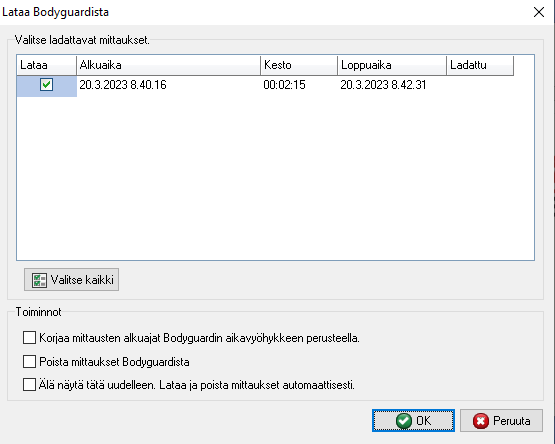 Lataa Bodyguardista
Valitse ladattavat mittaukset.
Lataa Alkuaika Kesto Loppuaika Ladattu
20.3.2023 8.40.16 00:02:15 20.3.2023 8.42.31
Valitse kaikki
Toiminnot
Korjaa mittausten alkuajat Bodyguardin aikavyöhykkeen perusteella.
Poista mittaukset Bodyguardista
Älä näytä tätä uudelleen. Lataa ja poista mittaukset automaattisesti.
OK Peruuta